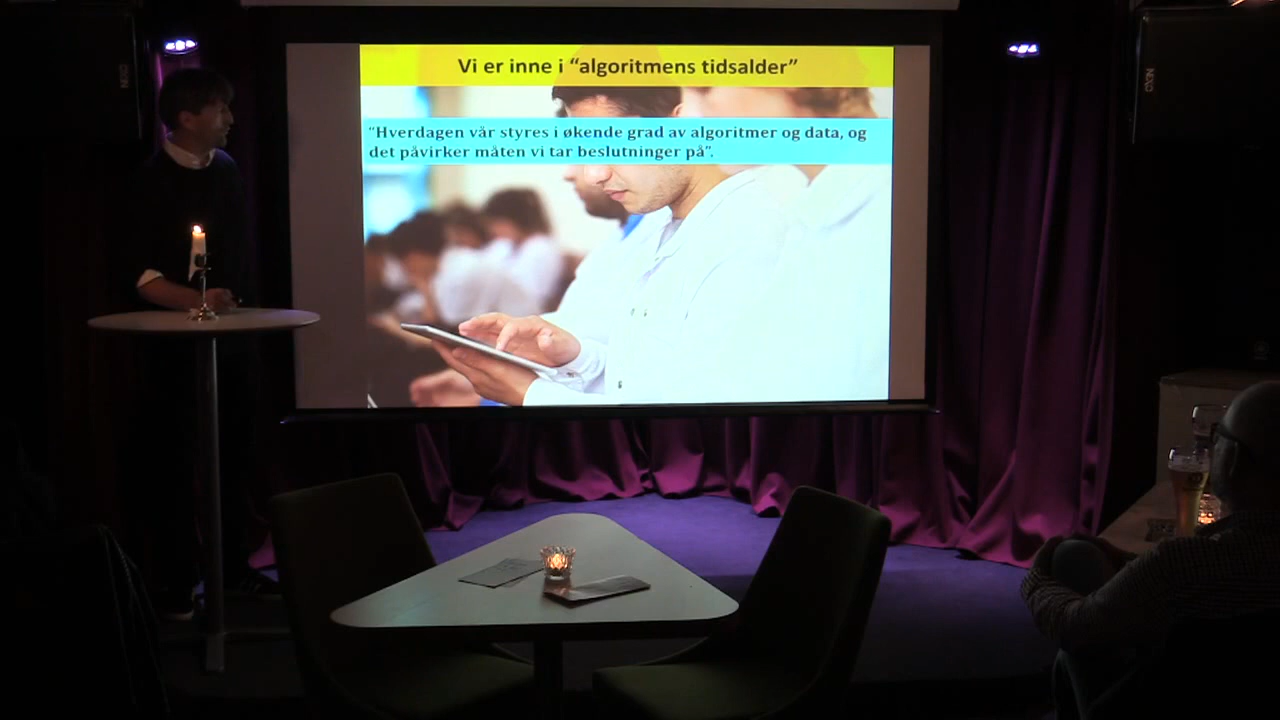 Vi er inne i “algoritmens tidsalder”
“Hverdagen vår styres i økende grad av algoritmer og data, og
det påvirker måten vi tar beslutninger på”.
NEXO